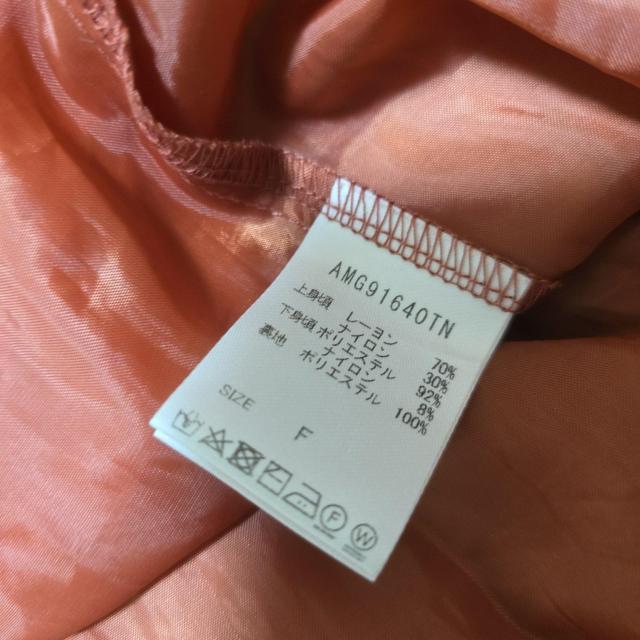 AMG91640TN
上身頃 レーヨン 70%
ナイロン 30%
下身頃 ポリエステル 92%
ナイロン 8%
裏地 ポリエステル 100%
SIZE F
F W